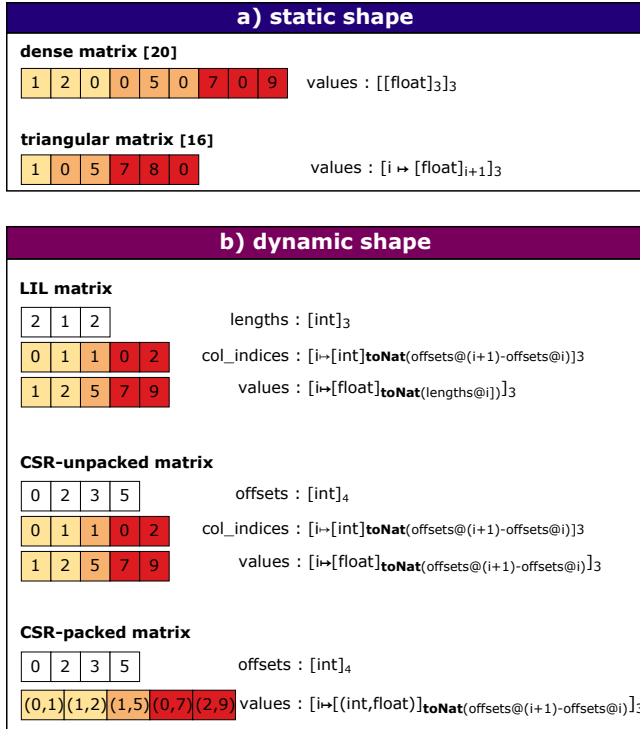 a) static shape
dense matrix [20]
1 2 0 0 5 0 7 0 9 values : [[float]₃]₃
triangular matrix [16]
1 0 5 7 8 0 values : [i ↦ [float]ᵢ₊₁]₃
b) dynamic shape
LIL matrix
2 1 2 lengths : [int]₃
0 1 1 0 2 col_indices : [i↦[int]toNat(offsets@(i+1)-offsets@i)]3
1 2 5 7 9 values : [i↦[float]toNat(lengths@i])]₃
CSR-unpacked matrix
0 2 3 5 offsets : [int]₄
0 1 1 0 2 col_indices : [i↦[int]toNat(offsets@(i+1)-offsets@i)]3
1 2 5 7 9 values : [i↦[float]toNat(offsets@(i+1)-offsets@i)]₃
CSR-packed matrix
0 2 3 5 offsets : [int]₄
(0,1) (1,2) (1,5) (0,7) (2,9) values : [i↦[(int,float)]toNat(offsets@(i+1)-offsets@i)]₃